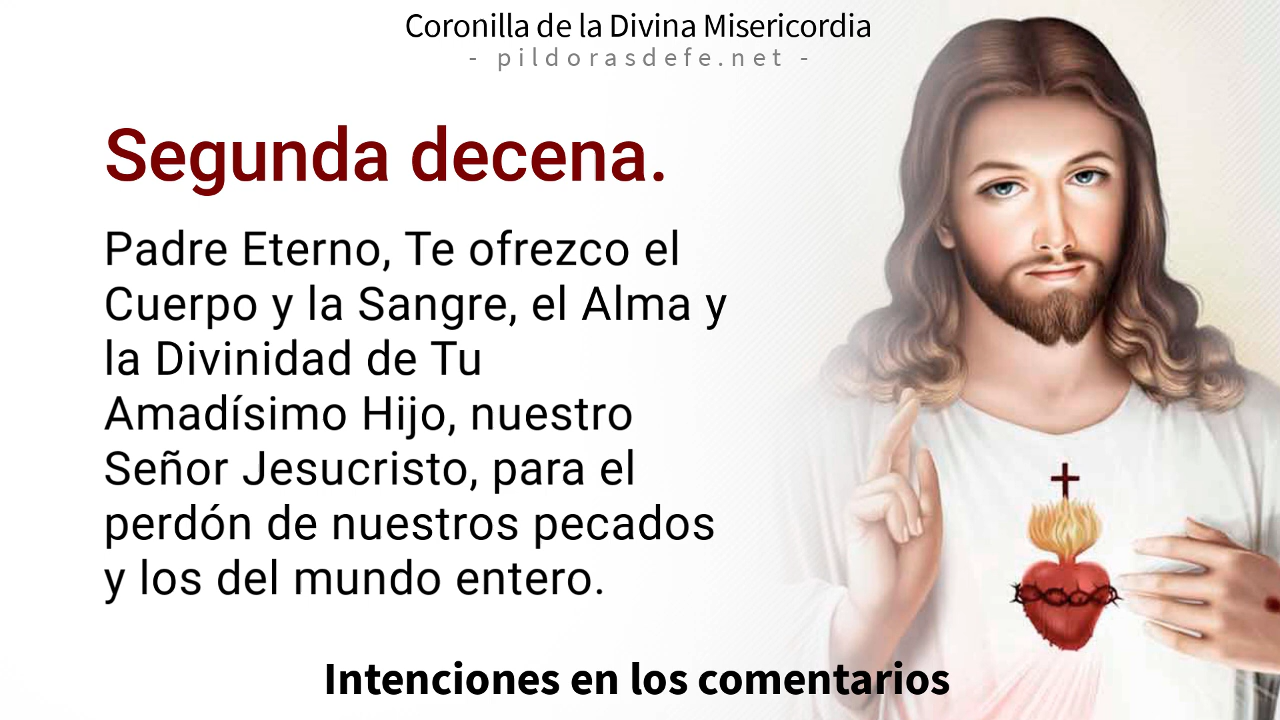 Coronilla de la Divina Misericordia
- pildorasdefe.net -
Segunda decena.
Padre Eterno, Te ofrezco el
Cuerpo y la Sangre, el Alma y
la Divinidad de Tu
Amadísimo Hijo, nuestro
Señor Jesucristo, para el
perdón de nuestros pecados
y los del mundo entero.
Intenciones en los comentarios